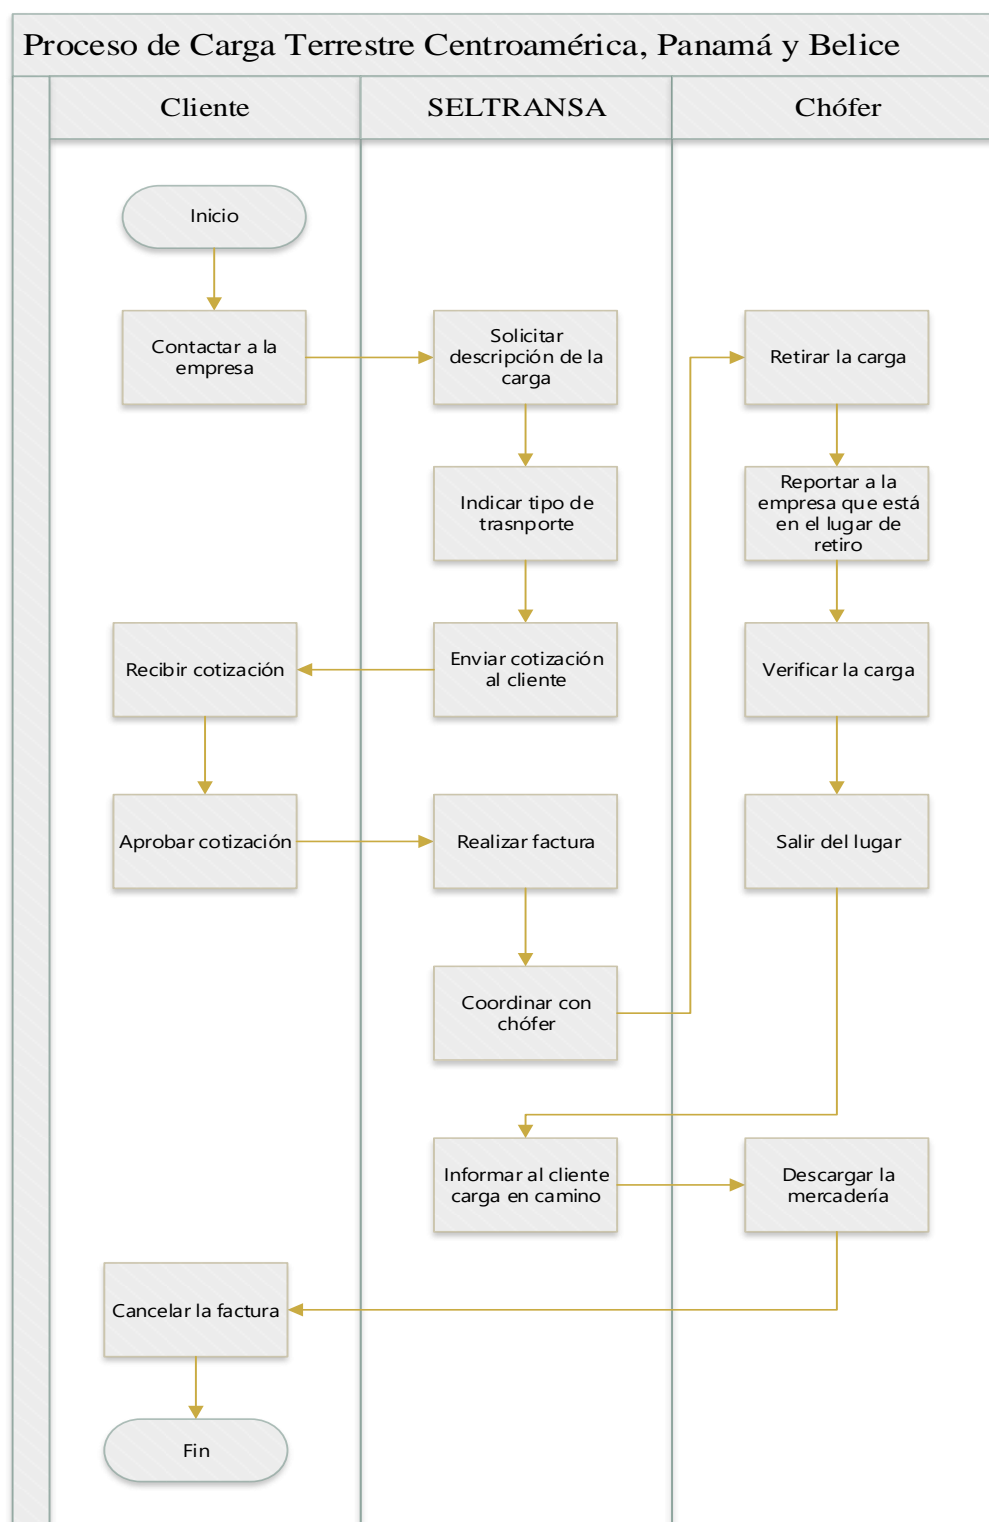 Proceso de Carga Terrestre Centroamérica, Panamá y Belice
Cliente
SELTRANSA
Chófer
Inicio
Contactar a la
empresa
Solicitar
descripción de la
carga
Retirar la carga
Indicar tipo de
trasnporte
Reportar a la
empresa que está
en el lugar de
retiro
Recibir cotización
Enviar cotización
al cliente
Verificar la carga
Aprobar cotización
Realizar factura
Salir del lugar
Coordinar con
chófer
Informar al cliente
carga en camino
Descargar la
mercadería
Cancelar la factura
Fin